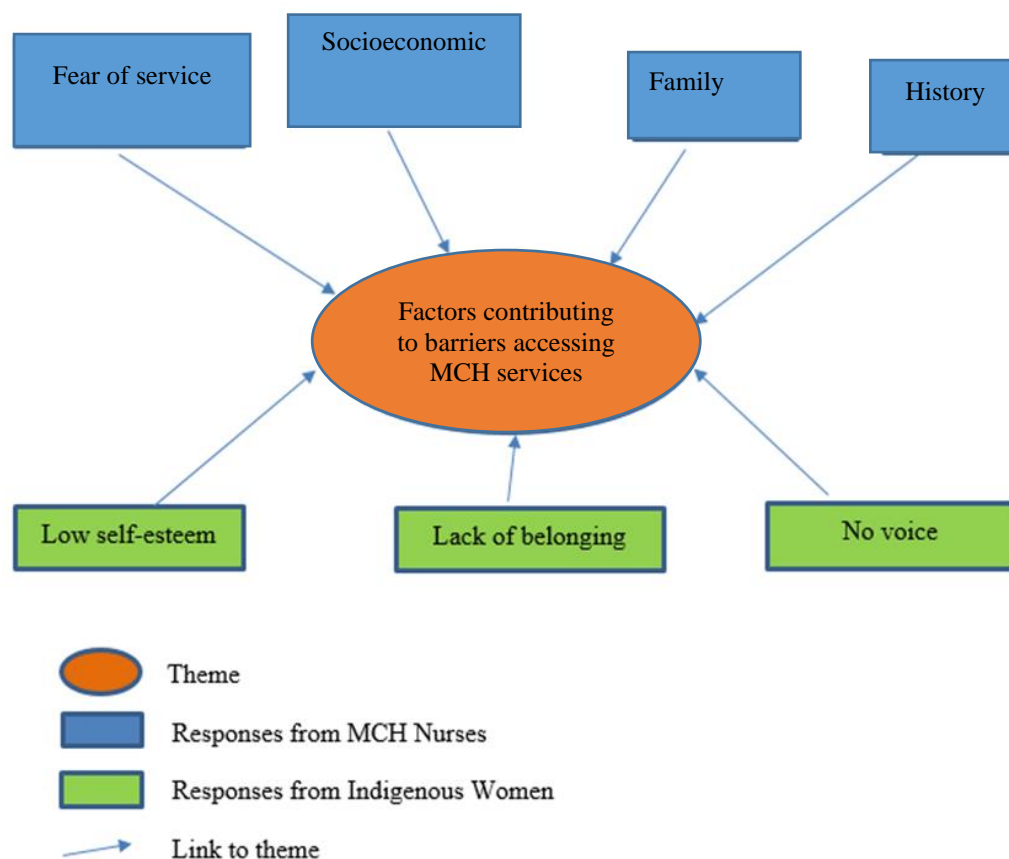 Fear of service
Socioeconomic
Family
History
Factors contributing
to barriers accessing
MCH services
Low self-esteem
Lack of belonging
No voice
Theme
Responses from MCH Nurses
Responses from Indigenous Women
Link to theme